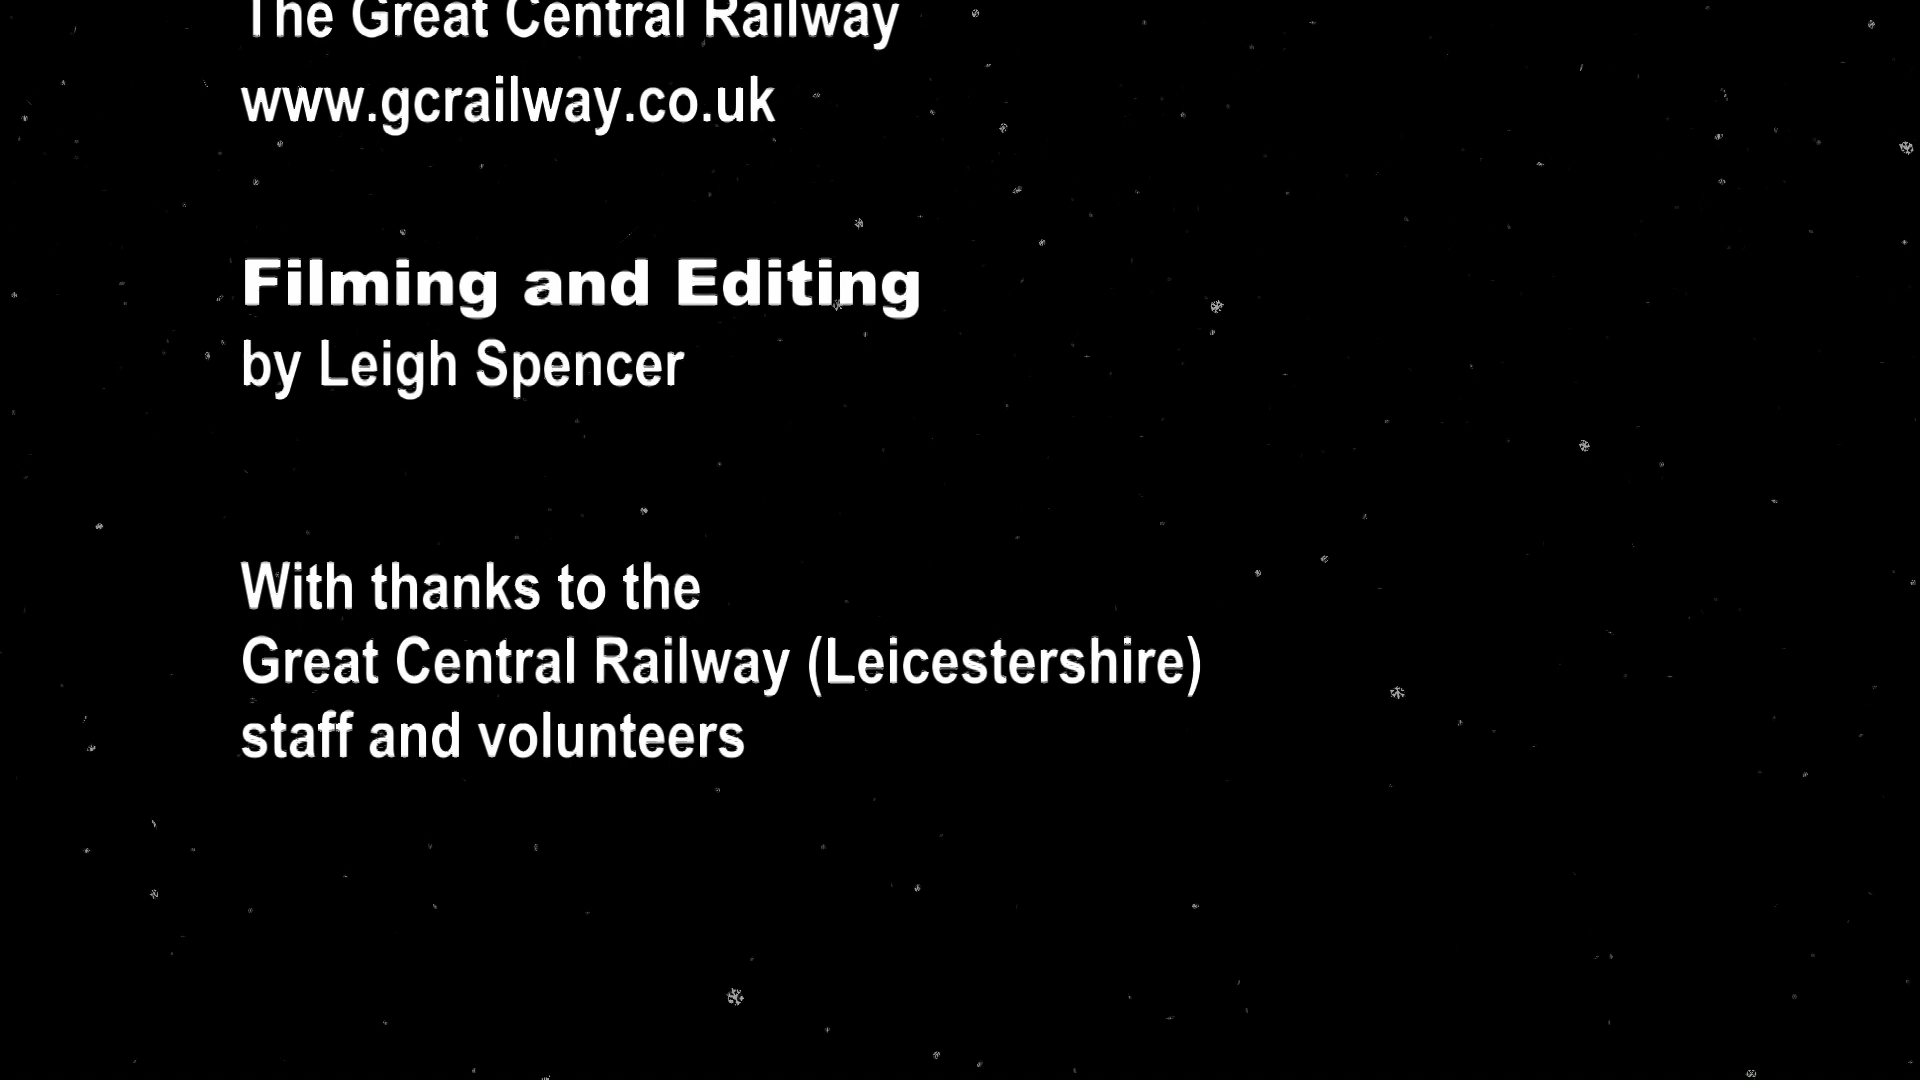 The Great Central Railway
www.gcrailway.co.uk
Filming and Editing
by Leigh Spencer
With thanks to the
Great Central Railway (Leicestershire)
staff and volunteers